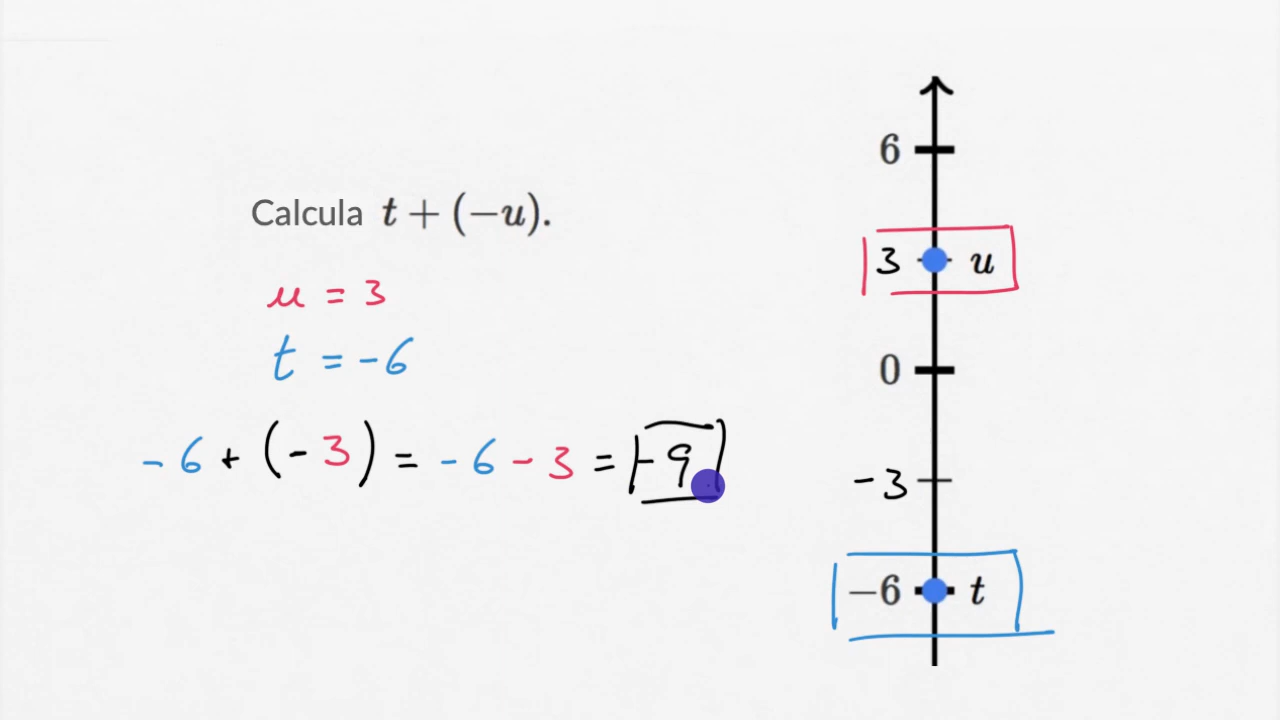 Calcula t + (−u).
u = 3
t = -6
-6 + (-3) = -6 - 3 = -9
6
3 u
0
-3
−6 t